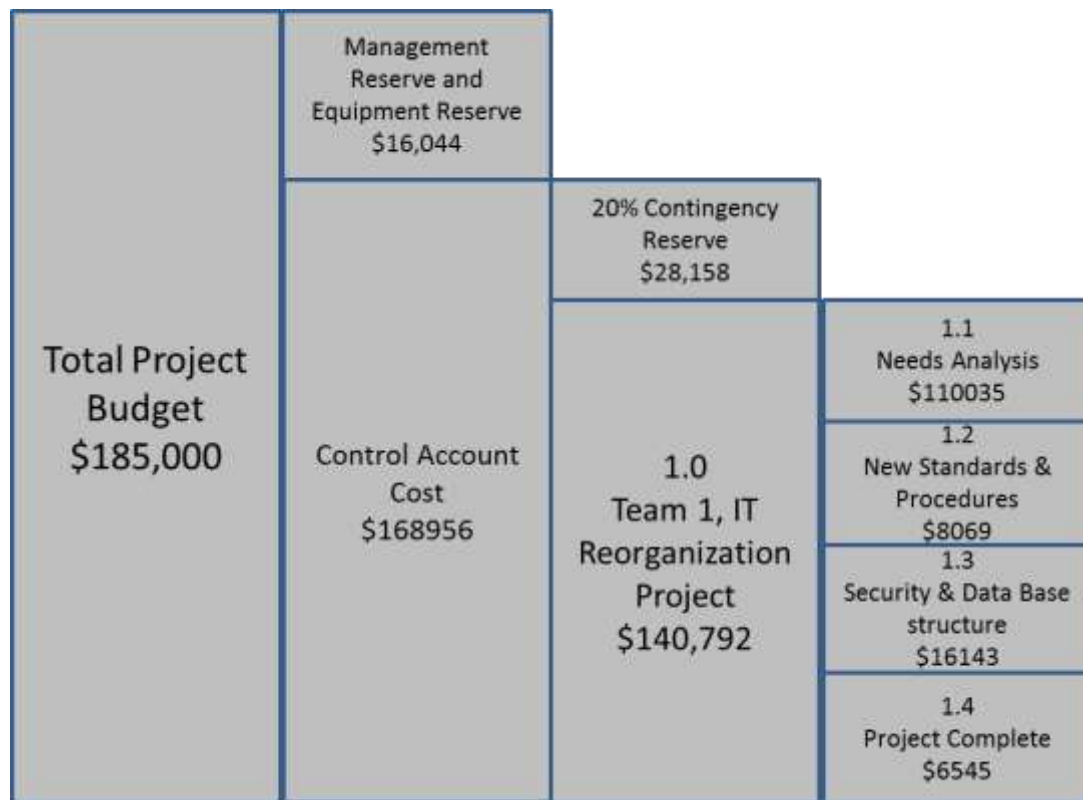 Total Project
Budget
$185,000
Management
Reserve and
Equipment Reserve
$16,044
Control Account
Cost
$168956
20% Contingency
Reserve
$28,158
1.0
Team 1, IT
Reorganization
Project
$140,792
1.1
Needs Analysis
$110035
1.2
New Standards &
Procedures
$8069
1.3
Security & Data Base
structure
$16143
1.4
Project Complete
$6545